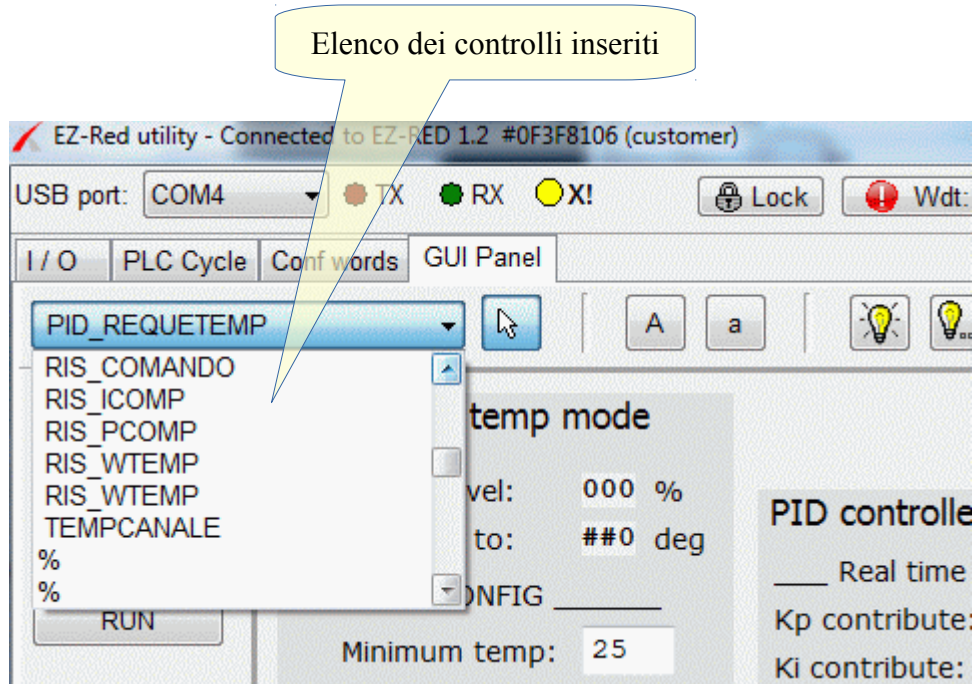 Elenco dei controlli inseriti
EZ-Red utility - Connected to EZ-RED 1.2 #0F3F8106 (customer)
USB port: COM4 TX RX X! Lock Wdt:
I / O PLC Cycle Conf words GUI Panel
PID_REQUETEMP A a
RIS_COMANDO
RIS_ICOMP
RIS_PCOMP
RIS_WTEMP
RIS_WTEMP
TEMPCANALE
%
%
RUN
temp mode
vel: 000 %
to: ##0 deg
ONFIG _______
Minimum temp: 25
PID controlle
___ Real time
Kp contribute:
Ki contribute: